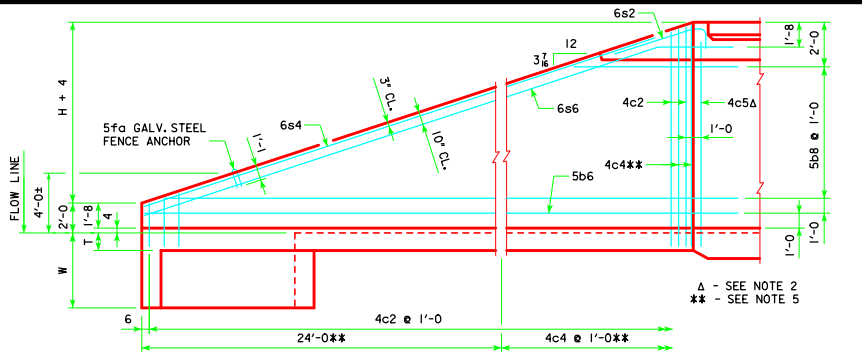 6s2
12
3 7/16
1'-8
2'-0
H + 4
3" CL.
6s4
10" CL.
6s6
4c2
4c5Δ
1'-0
5b8 @ 1'-0
5fa GALV. STEEL
FENCE ANCHOR
1'-1
4c4**
5b6
FLOW LINE
4'-0±
2'-0
1'-8
4
T
W
1'-0
1'-0
Δ - SEE NOTE 2
** - SEE NOTE 5
6
4c2 @ 1'-0
24'-0**
4c4 @ 1'-0**